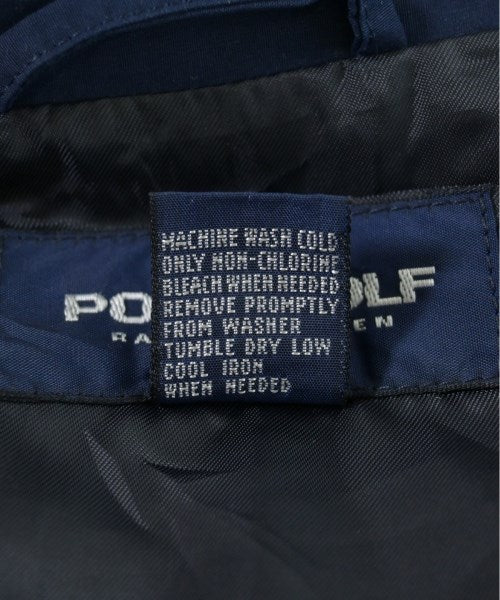 MACHINE WASH COLD
ONLY NON-CHLORINE
BLEACH WHEN NEEDED
REMOVE PROMPTLY
FROM WASHER
TUMBLE DRY LOW
COOL IRON
WHEN NEEDED